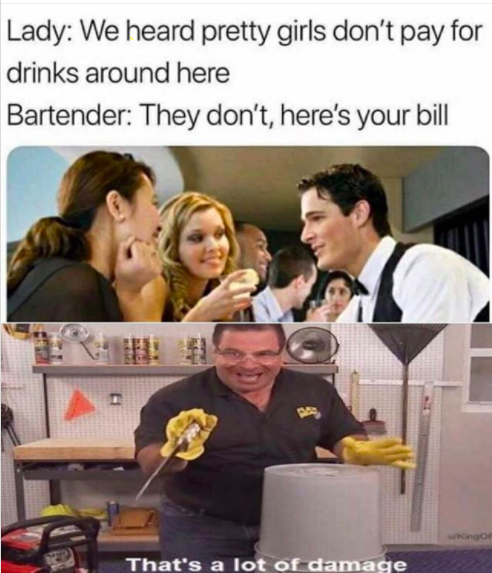 Lady: We heard pretty girls don't pay for
drinks around here
Bartender: They don't, here's your bill
That's a lot of damage